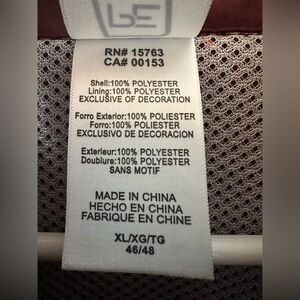 bE
RN# 15763
CA# 00153
Shell:100% POLYESTER
Lining:100% POLYESTER
EXCLUSIVE OF DECORATION
Forro Exterior:100% POLIESTER
Forro:100% POLIESTER
EXCLUSIVO DE DECORACION
Exterieur:100% POLYESTER
Doublure:100% POLYESTER
SANS MOTIF
MADE IN CHINA
HECHO EN CHINA
FABRIQUE EN CHINE
XL/XG/TG
46/48